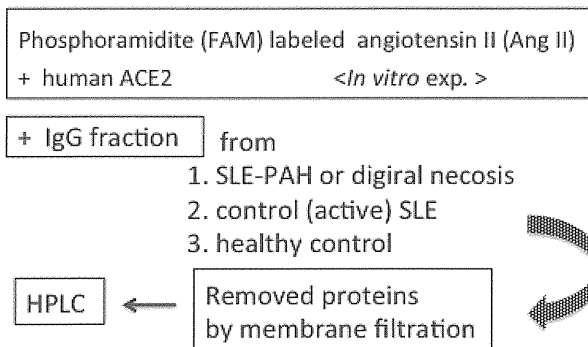 Phosphoramidite (FAM) labeled angiotensin II (Ang II)
+ human ACE2 <In vitro exp. >
+ IgG fraction from
1. SLE-PAH or digiral necosis
2. control (active) SLE
3. healthy control
HPLC ← Removed proteins
by membrane filtration